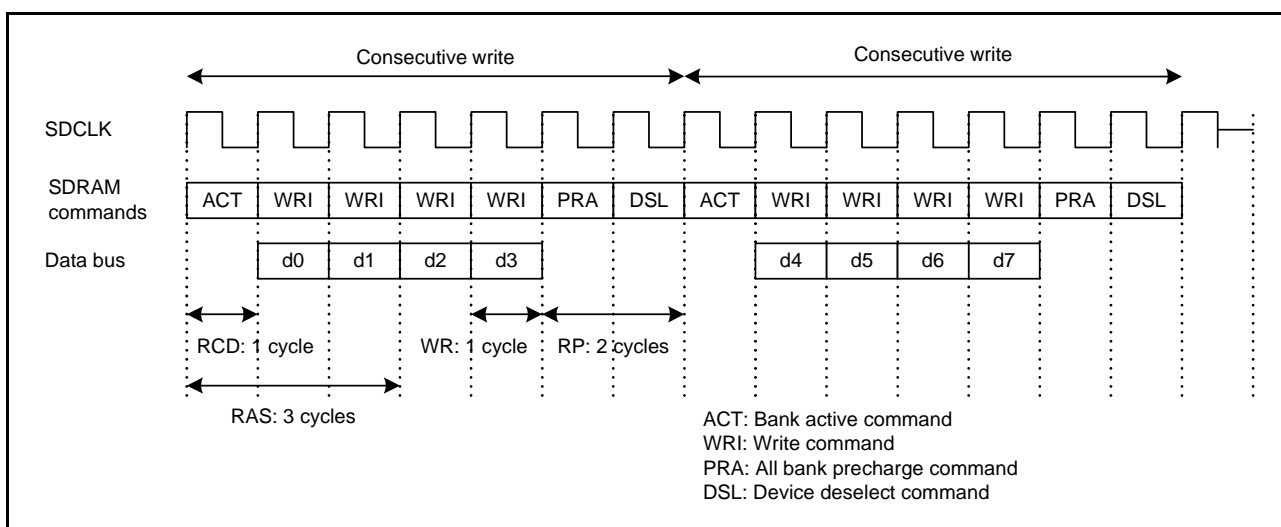 Consecutive write Consecutive write
SDCLK
SDRAM
commands
ACT WRI WRI WRI WRI PRA DSL ACT WRI WRI WRI WRI PRA DSL
Data bus d0 d1 d2 d3 d4 d5 d6 d7
RCD: 1 cycle WR: 1 cycle RP: 2 cycles
RAS: 3 cycles
ACT: Bank active command
WRI: Write command
PRA: All bank precharge command
DSL: Device deselect command